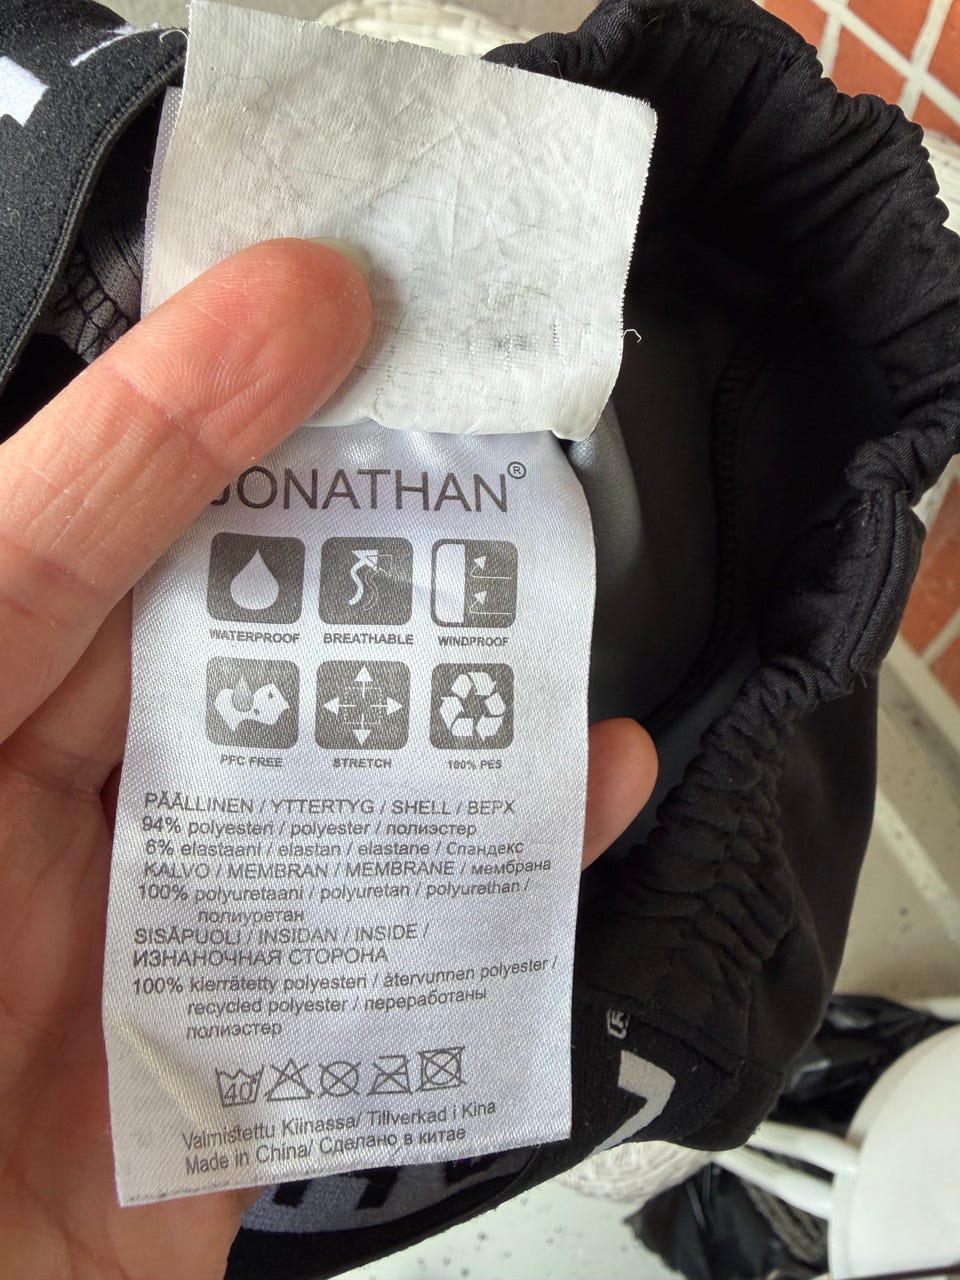 JONATHAN®
WATERPROOF BREATHABLE WINDPROOF
PFC FREE STRETCH 100% PES
PÄÄLLINEN / YTTERTYG / SHELL / ВЕРХ
94% polyesteri / polyester / полиэстер
6% elastaani / elastan / elastane / Спандекс
KALVO / MEMBRAN / MEMBRANE / мембрана
100% polyuretaani / polyuretan / polyurethan /
полиуретан
SISÄPUOLI / INSIDAN / INSIDE /
ИЗНАНОЧНАЯ СТОРОНА
100% kierrätetty polyesteri / återvunnen polyester /
recycled polyester / переработаны
полиэстер
40
Valmistettu Kiinassa/ Tillverkad i Kina
Made in China/ Сделано в китае